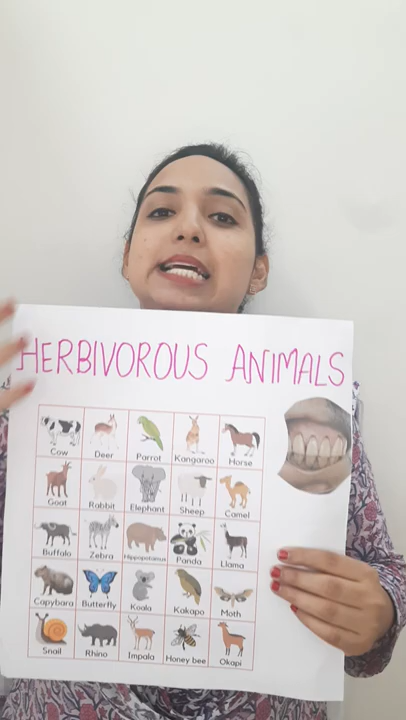 HERBIVOROUS ANIMALS
Cow Deer Parrot Kangaroo Horse
Goat Rabbit Elephant Sheep Camel
Buffalo Zebra Hippopotamus Panda Llama
Capybara Butterfly Koala Kakapo Moth
Snail Rhino Impala Honey bee Okapi